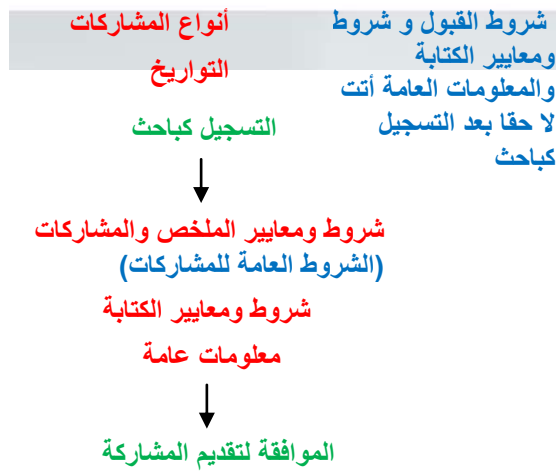 شروط القبول و شروط
ومعايير الكتابة
والمعلومات العامة أتت
لا حقا بعد التسجيل
كباحث
أنواع المشاركات
التواريخ
التسجيل كباحث
شروط ومعايير الملخص والمشاركات
(الشروط العامة للمشاركات)
شروط ومعايير الكتابة
معلومات عامة
الموافقة لتقديم المشاركة